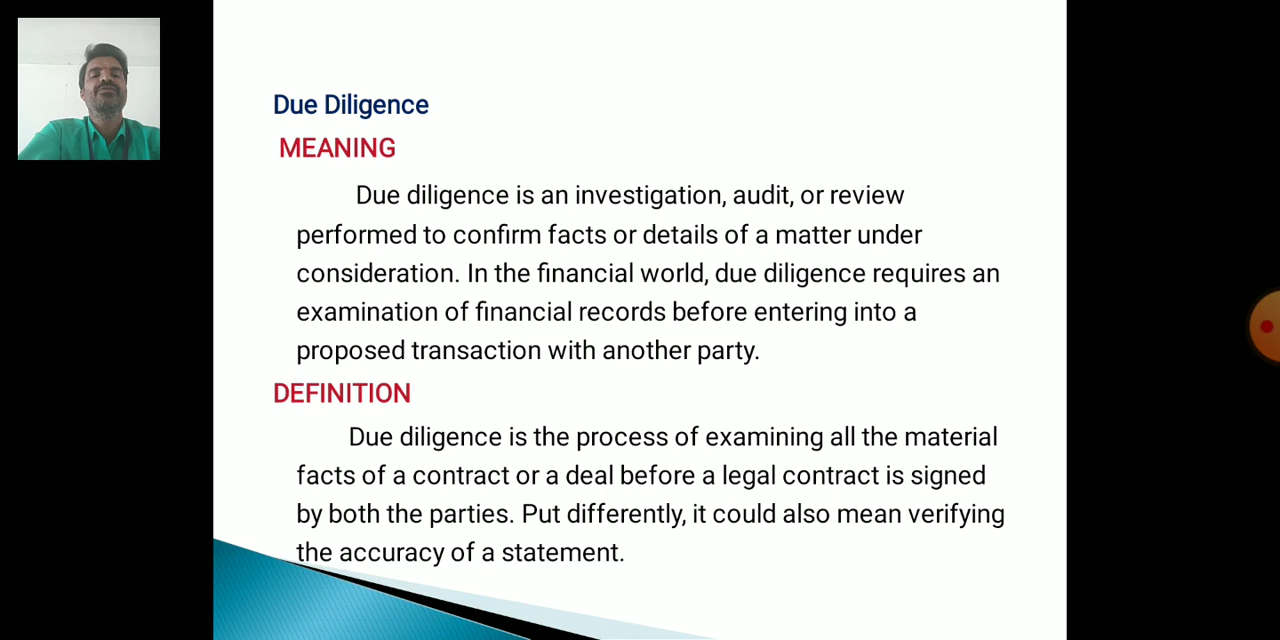 Due Diligence
MEANING
Due diligence is an investigation, audit, or review
performed to confirm facts or details of a matter under
consideration. In the financial world, due diligence requires an
examination of financial records before entering into a
proposed transaction with another party.
DEFINITION
Due diligence is the process of examining all the material
facts of a contract or a deal before a legal contract is signed
by both the parties. Put differently, it could also mean verifying
the accuracy of a statement.